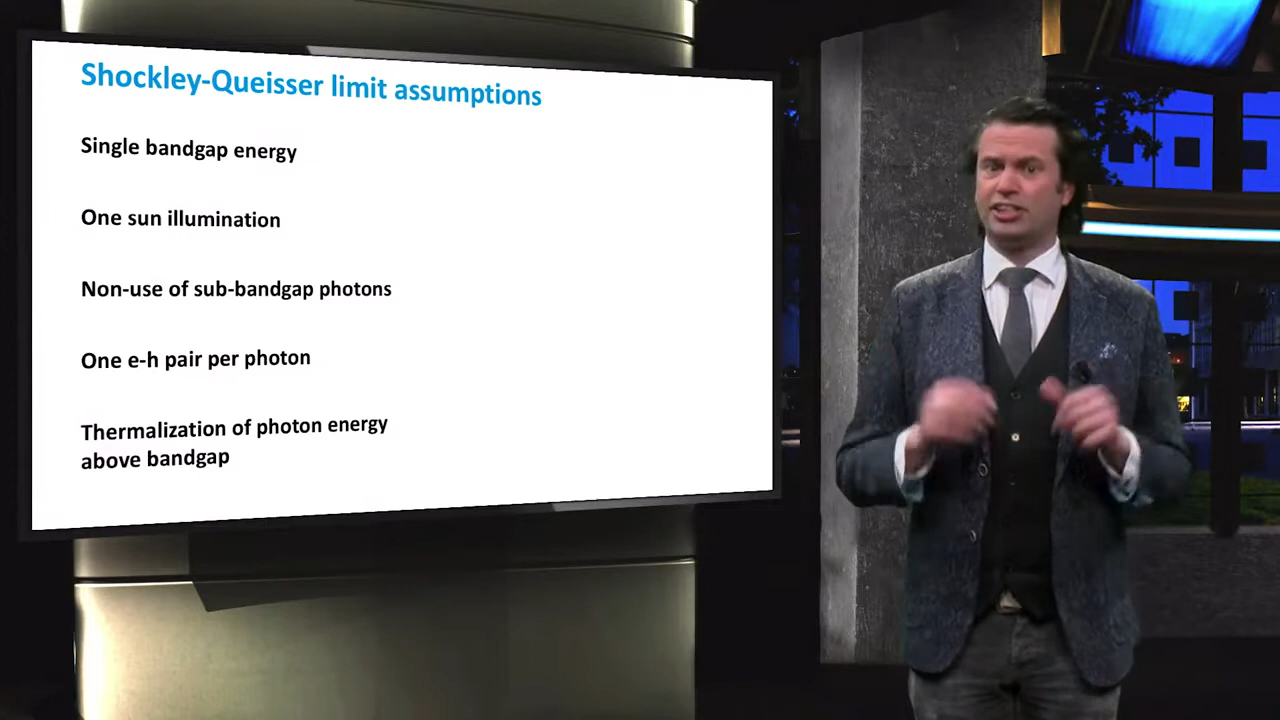 Shockley-Queisser limit assumptions
Single bandgap energy
One sun illumination
Non-use of sub-bandgap photons
One e-h pair per photon
Thermalization of photon energy
above bandgap